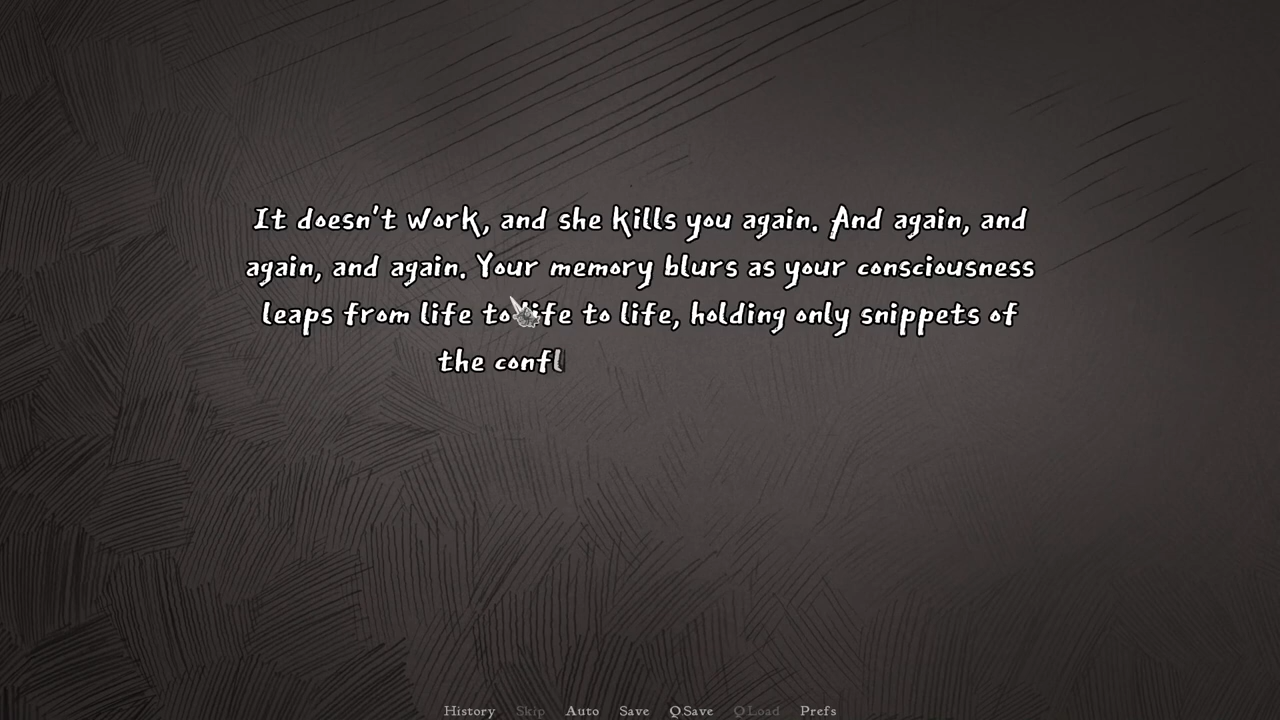 It doesn't work, and she kills you again. And again, and
again, and again. Your memory blurs as your consciousness
leaps from life to life to life, holding only snippets of
the confl
History Skip Auto Save Q.Save Q.Load Prefs